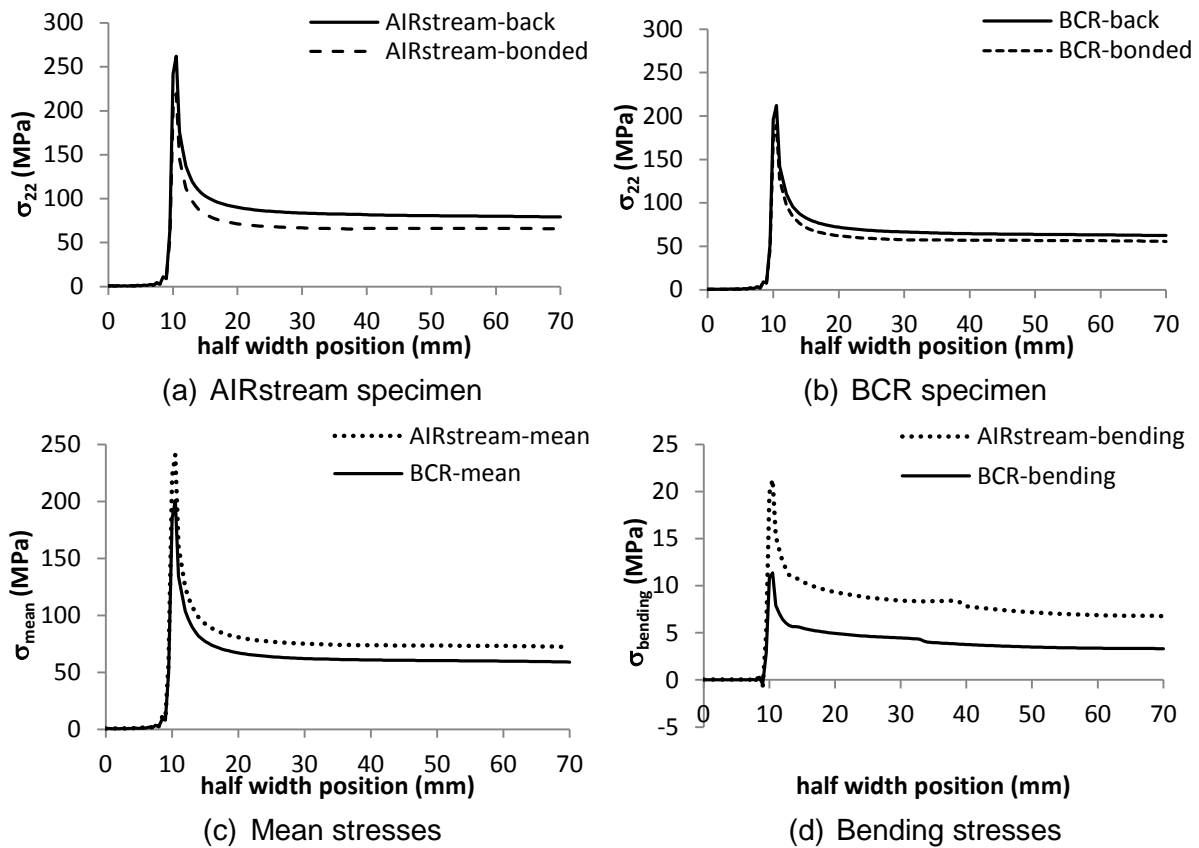 AIRstream-back
AIRstream-bonded
300
250
200
150
100
50
0
σ22 (MPa)
0 10 20 30 40 50 60 70
half width position (mm)
(a) AIRstream specimen
BCR-back
BCR-bonded
300
250
200
150
100
50
0
σ22 (MPa)
0 10 20 30 40 50 60 70
half width position (mm)
(b) BCR specimen
AIRstream-mean
BCR-mean
250
200
150
100
50
0
σmean (MPa)
0 10 20 30 40 50 60 70
half width position (mm)
(c) Mean stresses
AIRstream-bending
BCR-bending
25
20
15
10
5
0
-5
σbending (MPa)
0 10 20 30 40 50 60 70
half width position (mm)
(d) Bending stresses